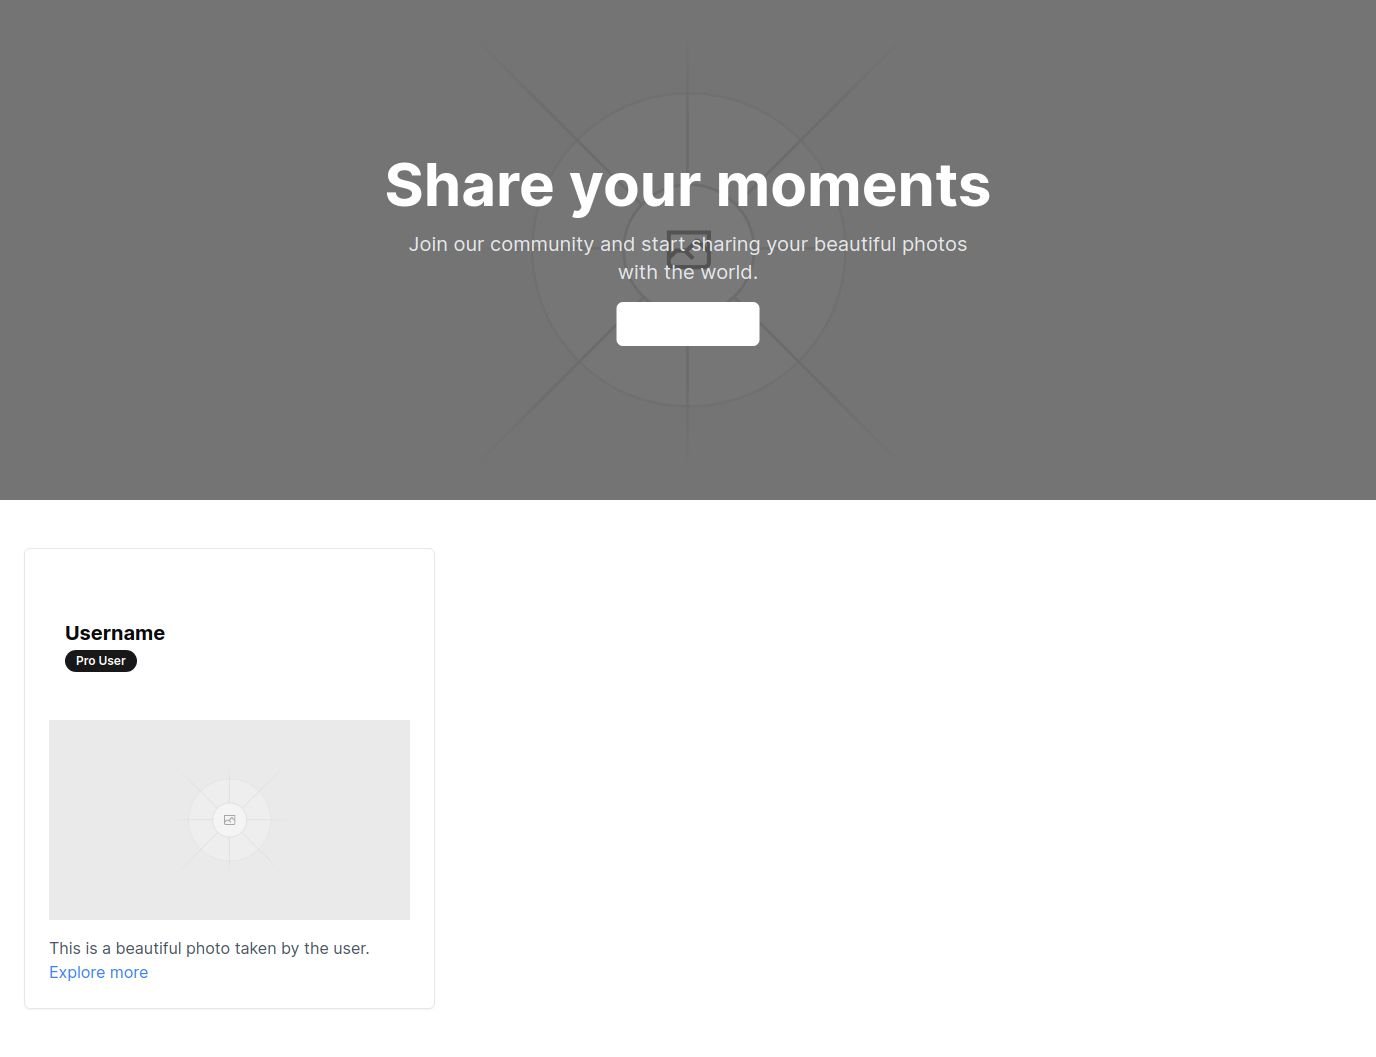 Share your moments
Join our community and start sharing your beautiful photos
with the world.
Username
Pro User
This is a beautiful photo taken by the user.
Explore more